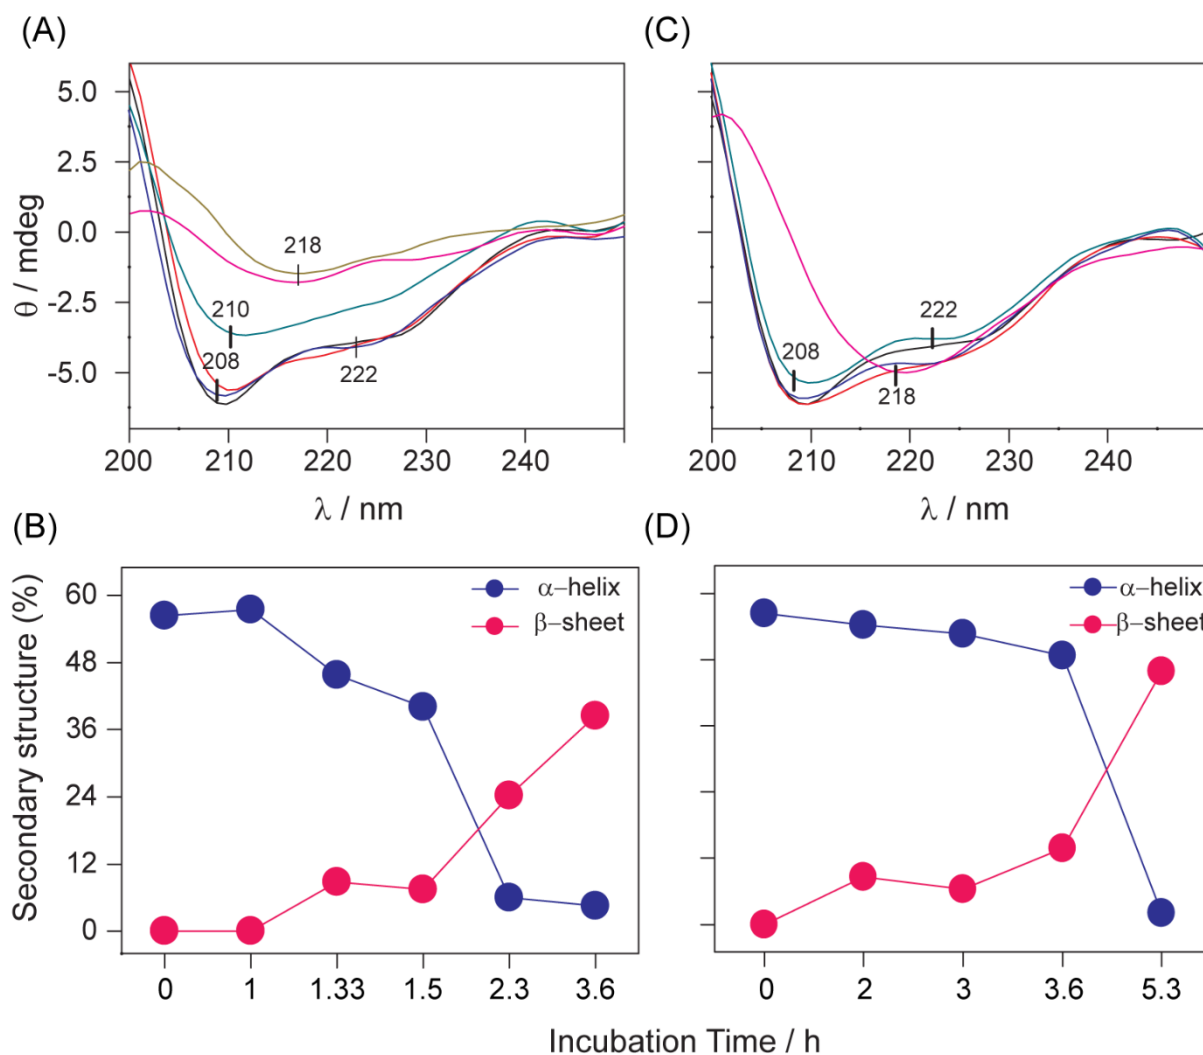 (A)
(C)
5.0
2.5
0.0
-2.5
-5.0
θ / mdeg
218
210
208
222
200 210 220 230 240
λ / nm
208
222
218
200 210 220 230 240
λ / nm
(B)
(D)
Secondary structure (%)
60
48
36
24
12
0
α–helix
β–sheet
0 1 1.33 1.5 2.3 3.6
α–helix
β–sheet
0 2 3 3.6 5.3
Incubation Time / h